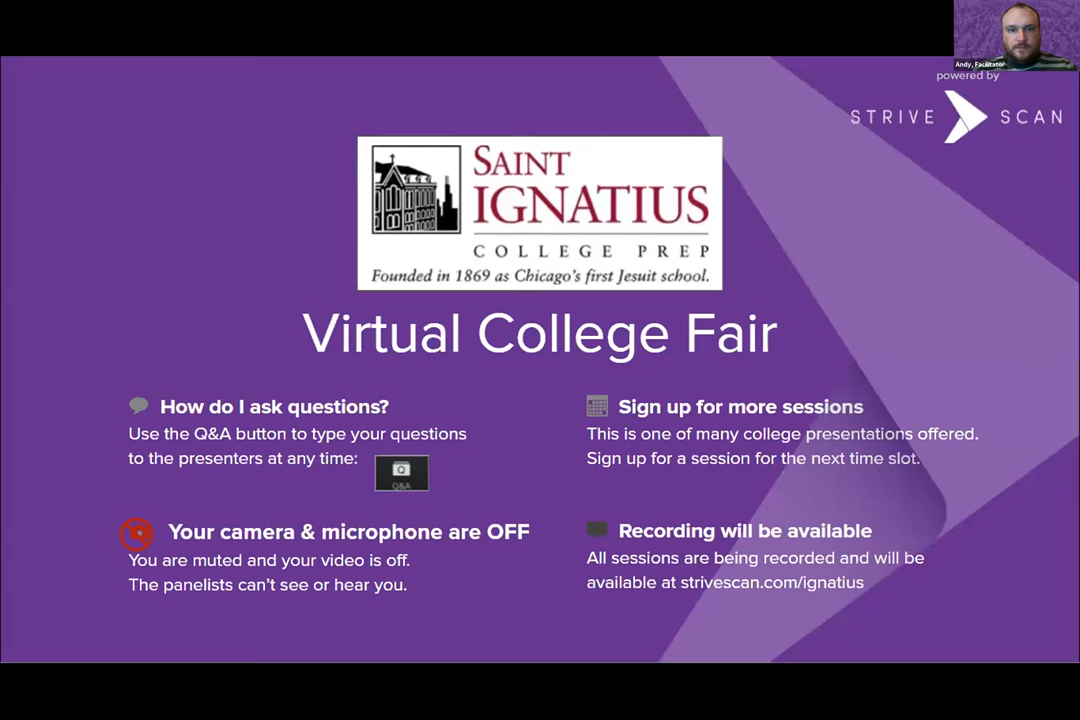 Andy, Facilitator
powered by
STRIVE SCAN
SAINT
IGNATIUS
COLLEGE PREP
Founded in 1869 as Chicago's first Jesuit school.
Virtual College Fair
How do I ask questions?
Use the Q&A button to type your questions
to the presenters at any time:
Q
Q&A
Sign up for more sessions
This is one of many college presentations offered.
Sign up for a session for the next time slot.
Your camera & microphone are OFF
You are muted and your video is off.
The panelists can't see or hear you.
Recording will be available
All sessions are being recorded and will be
available at strivescan.com/ignatius